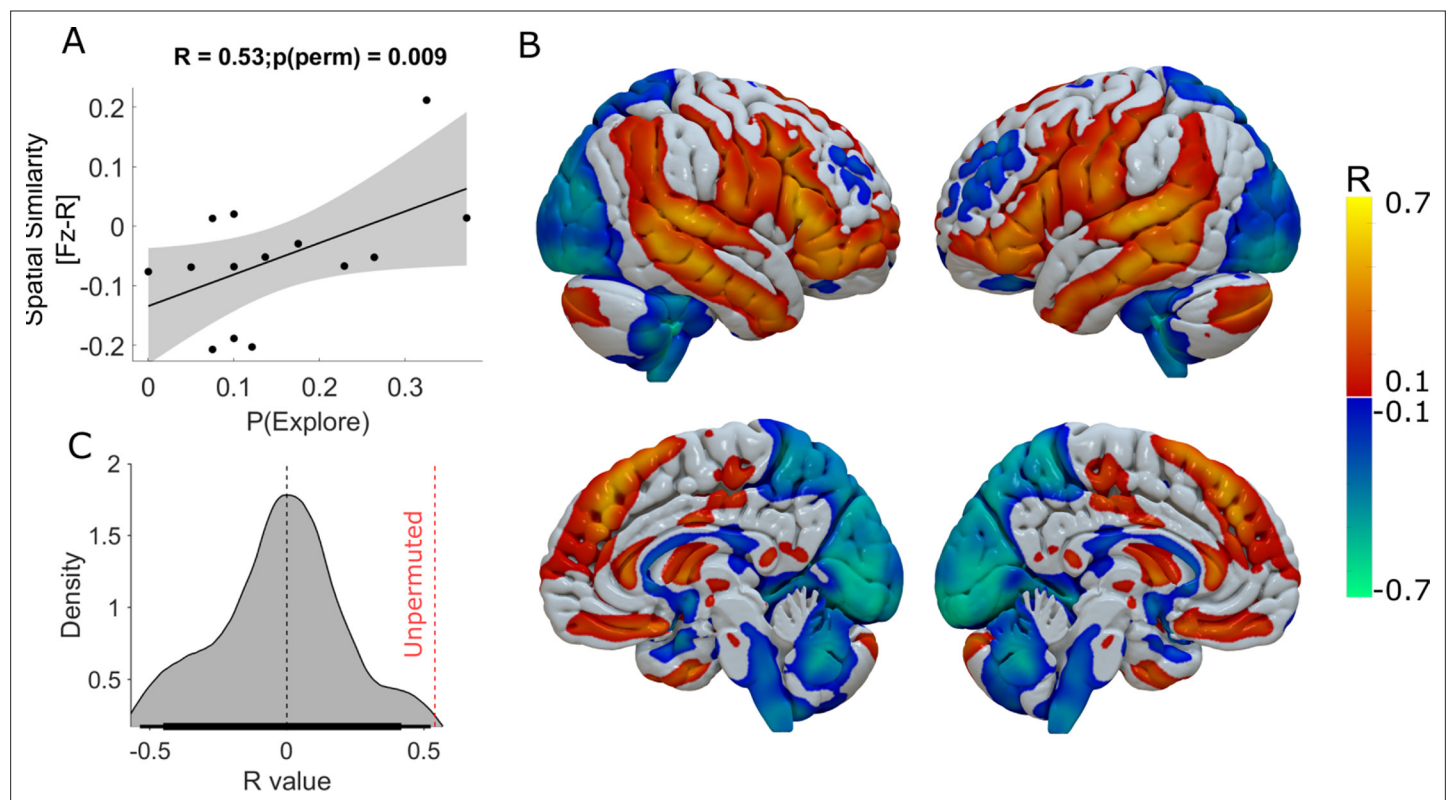 A
R = 0.53;p(perm) = 0.009
Spatial Similarity
[Fz-R]
0.2
0.1
0
-0.1
-0.2
0
0.1
0.2
0.3
P(Explore)
B
R
0.7
0.1
-0.1
-0.7
C
Density
2
1.5
1
0.5
Unpermuted
-0.5
0
0.5
R value